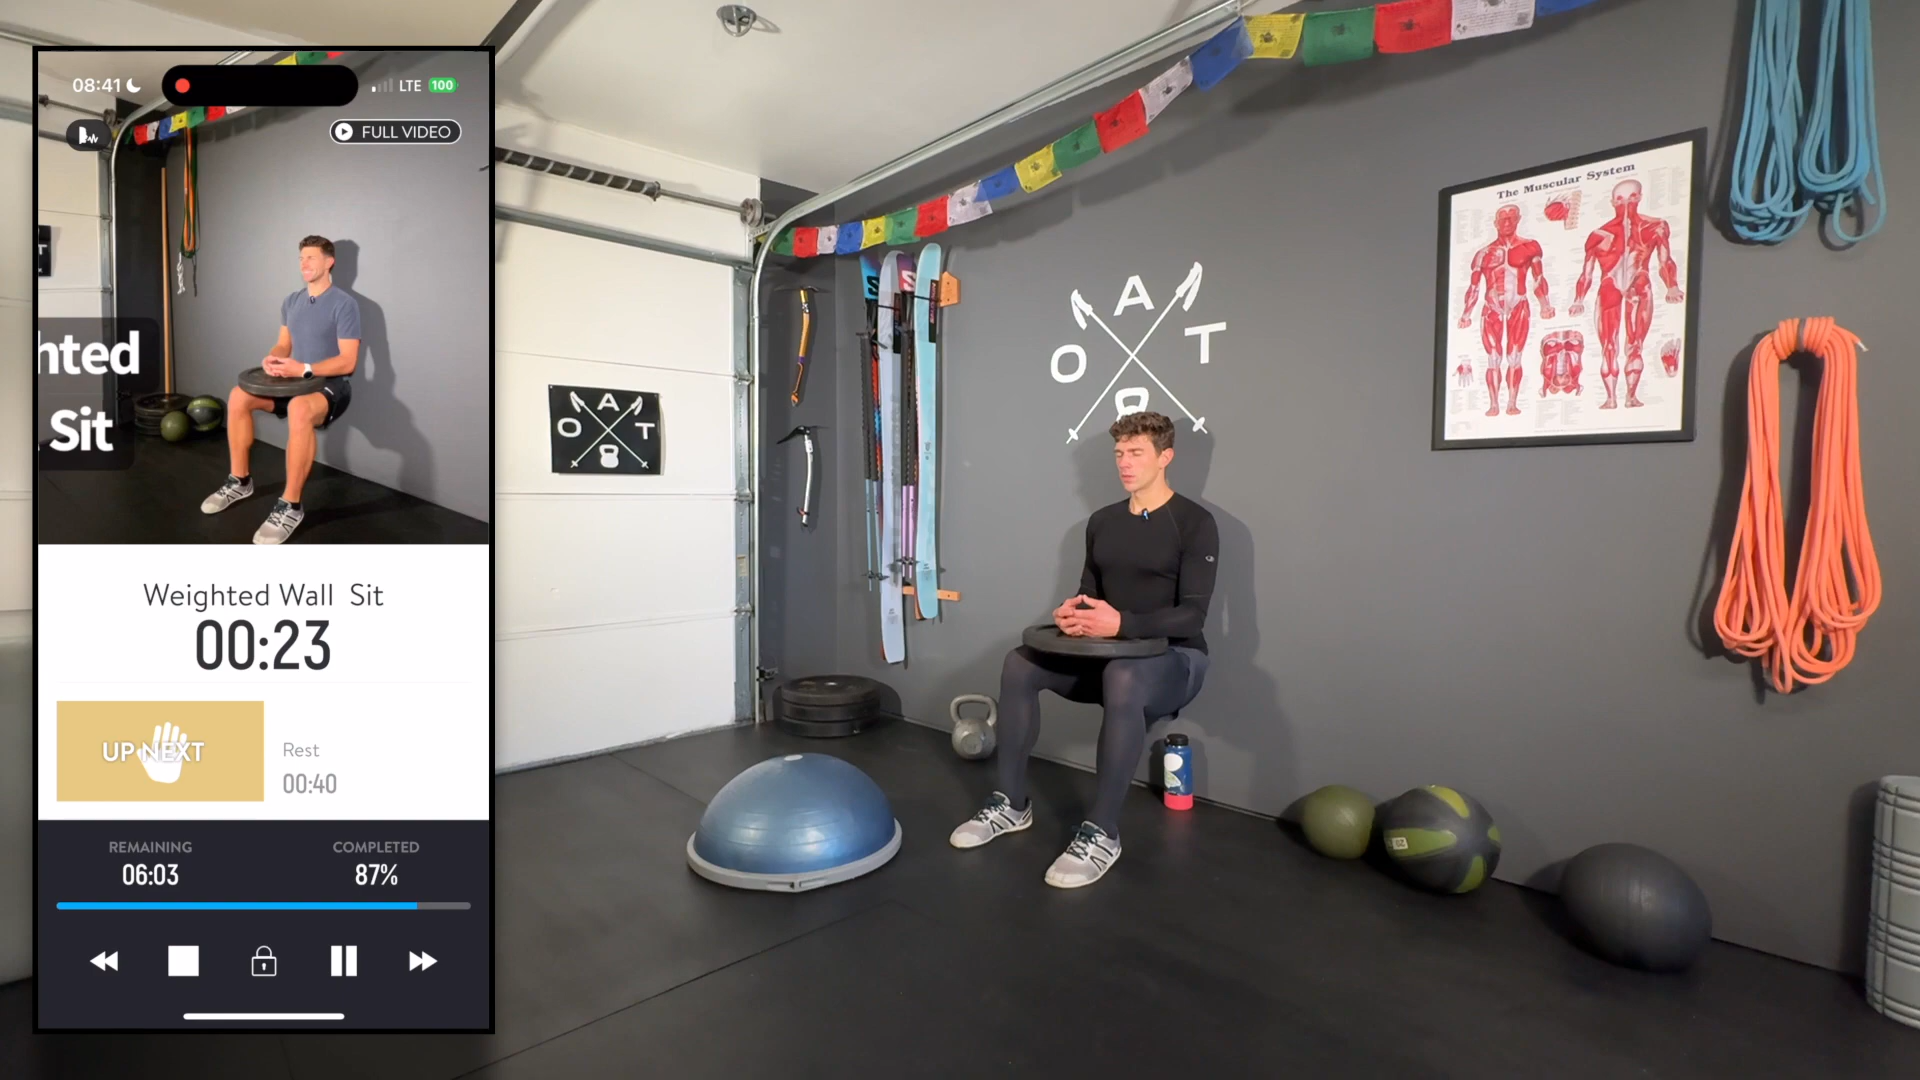 08:41
LTE 100
FULL VIDEO
hted
Sit
Weighted Wall Sit
00:23
UP NEXT
Rest
00:40
REMAINING
COMPLETED
06:03
87%
A
O T
A
O T
The Muscular System